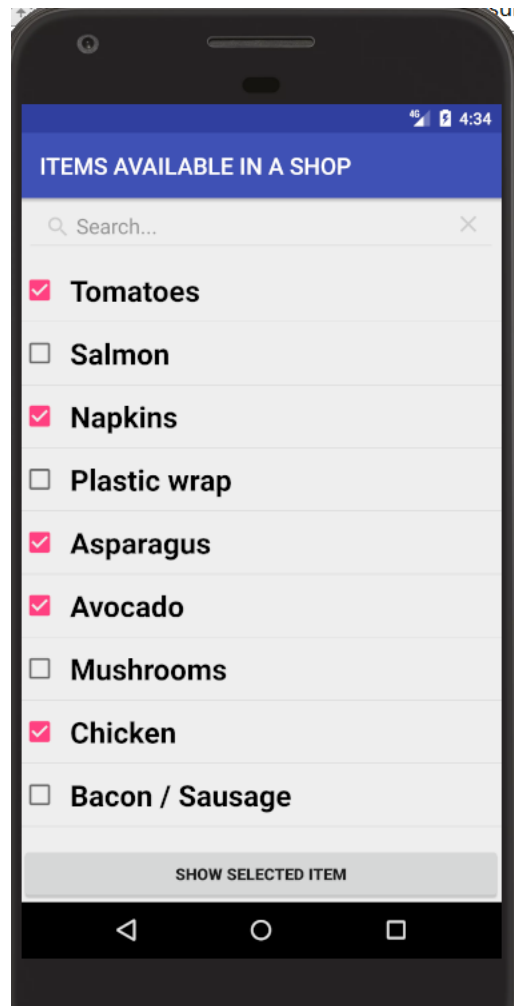 4G 4:34
ITEMS AVAILABLE IN A SHOP
Search...
Tomatoes
Salmon
Napkins
Plastic wrap
Asparagus
Avocado
Mushrooms
Chicken
Bacon / Sausage
SHOW SELECTED ITEM